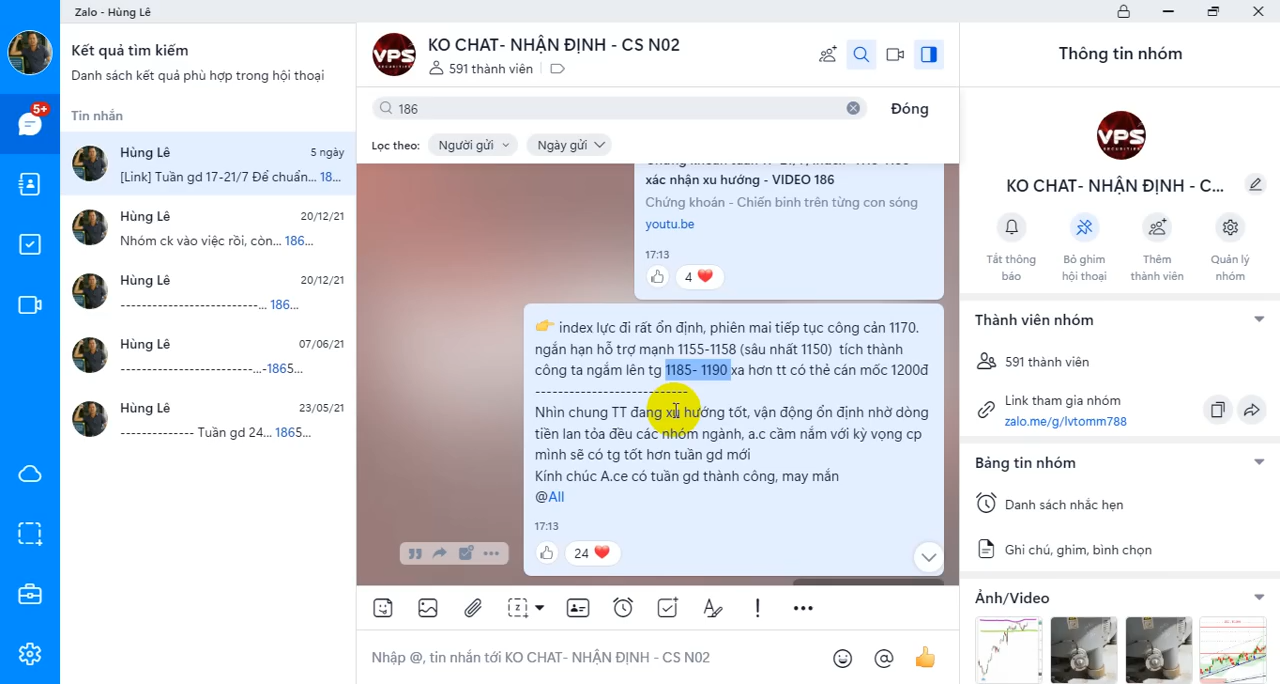 Zalo - Hùng Lê
5+
Kết quả tìm kiếm
Danh sách kết quả phù hợp trong hội thoại
Tin nhắn
Hùng Lê
5 ngày
[Link] Tuần gd 17-21/7 Để chuẩn... 18...
Hùng Lê
20/12/21
Nhóm ck vào việc rồi, còn... 186...
Hùng Lê
20/12/21
--------------------------... 186...
Hùng Lê
07/06/21
--------------------------...-1865...
Hùng Lê
23/05/21
-------------- Tuần gd 24... 1865...
VPS
SECURITIES
KO CHAT- NHẬN ĐỊNH - CS N02
591 thành viên
186
Đóng
Lọc theo:
Người gửi
Ngày gửi
xác nhận xu hướng - VIDEO 186
Chứng khoán - Chiến binh trên từng con sóng
youtu.be
17:13
4
👉 index lực đi rất ổn định, phiên mai tiếp tục công cản 1170.
ngắn hạn hỗ trợ mạnh 1155-1158 (sâu nhất 1150) tích thành
công ta ngắm lên tg 1185- 1190 xa hơn tt có thẻ cán mốc 1200đ
--------------------------
Nhìn chung TT đang xu hướng tốt, vận động ổn định nhờ dòng
tiền lan tỏa đều các nhóm ngành, a.c cầm nắm với kỳ vọng cp
mình sẽ có tg tốt hơn tuần gd mới
Kính chúc A.ce có tuần gd thành công, may mắn
@All
17:13
24
Nhập @, tin nhắn tới KO CHAT- NHẬN ĐỊNH - CS N02
Thông tin nhóm
VPS
SECURITIES
KO CHAT- NHẬN ĐỊNH - C...
Tắt thông báo
Bỏ ghim hội thoại
Thêm thành viên
Quản lý nhóm
Thành viên nhóm
591 thành viên
Link tham gia nhóm
zalo.me/g/lvtomm788
Bảng tin nhóm
Danh sách nhắc hẹn
Ghi chú, ghim, bình chọn
Ảnh/Video